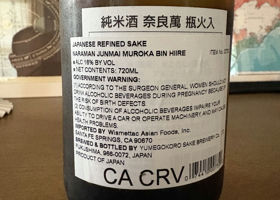 純米酒 奈良萬 瓶火入
JAPANESE REFINED SAKE
NARAMAN JUNMAI MUROKA BIN HIIRE
ITEM No.
● ALC 16% BY VOL
● NET CONTENTS: 720ML
GOVERNMENT WARNING:
(1) ACCORDING TO THE SURGEON GENERAL, WOMEN SHOULD NOT
DRINK ALCOHOLIC BEVERAGES DURING PREGNANCY BECAUSE OF
THE RISK OF BIRTH DEFECTS.
(2) CONSUMPTION OF ALCOHOLIC BEVERAGES IMPAIRS YOUR
ABILITY TO DRIVE A CAR OR OPERATE MACHINERY, AND MAY
HEALTH PROBLEMS.
IMPORTED BY Wismettac Asian Foods, Inc.
SANTA FE SPRINGS, CA 90670
BREWED & BOTTLED BY YUMEGOKORO SAKE BREWERY CO.
FUKUSHIMA, 966-0072, JAPAN
PRODUCT OF JAPAN
CA CRV